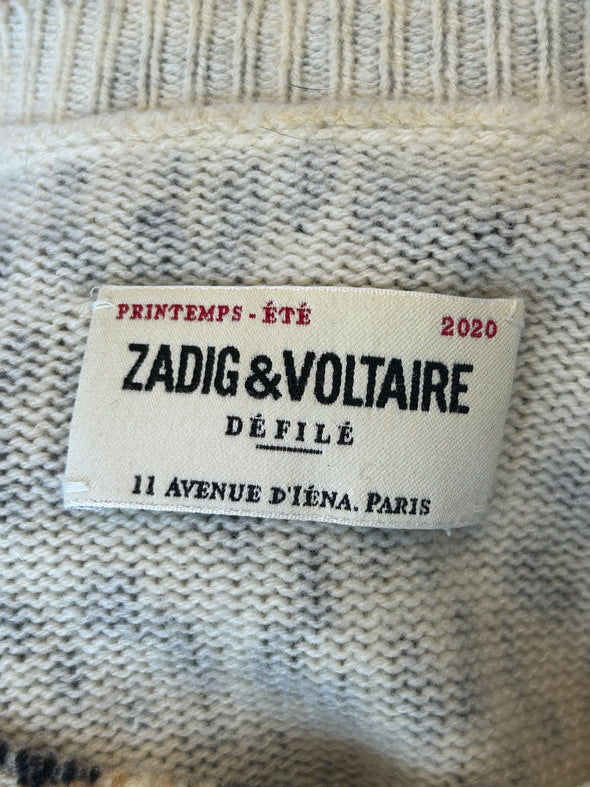 PRINTEMPS - ÉTÉ 2020
ZADIG&VOLTAIRE
DÉFILÉ
11 AVENUE D'IÉNA. PARIS